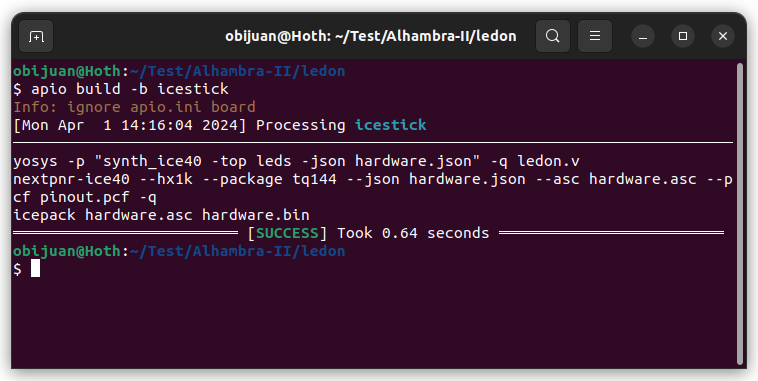 obijuan@Hoth: ~/Test/Alhambra-II/ledon
obijuan@Hoth:~/Test/Alhambra-II/ledon
$ apio build -b icestick
Info: ignore apio.ini board
[Mon Apr  1 14:16:04 2024] Processing icestick
yosys -p "synth_ice40 -top leds -json hardware.json" -q ledon.v
nextpnr-ice40 --hx1k --package tq144 --json hardware.json --asc hardware.asc --p
cf pinout.pcf -q
icepack hardware.asc hardware.bin
[SUCCESS] Took 0.64 seconds
obijuan@Hoth:~/Test/Alhambra-II/ledon
$